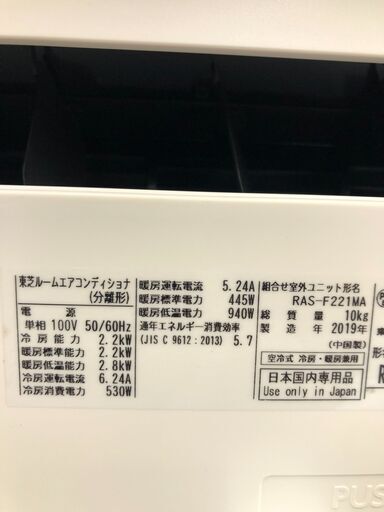 東芝ルームエアコンディショナ
(分離形)
電源
単相 100V 50/60Hz
冷房能力 2.2kW
暖房標準能力 2.2kW
暖房低温能力 2.8kW
冷房運転電流 6.24A
冷房消費電力 530W
暖房運転電流 5.24A
暖房標準電力 445W
暖房低温電力 940W
通年エネルギー消費効率
(JIS C 9612:2013) 5.7
組合せ室外ユニット形名
RAS-F221MA
総質量 10kg
製造年 2019年
(中国製)
空冷式 冷房・暖房兼用
日本国内専用品
Use only in Japan
PUS